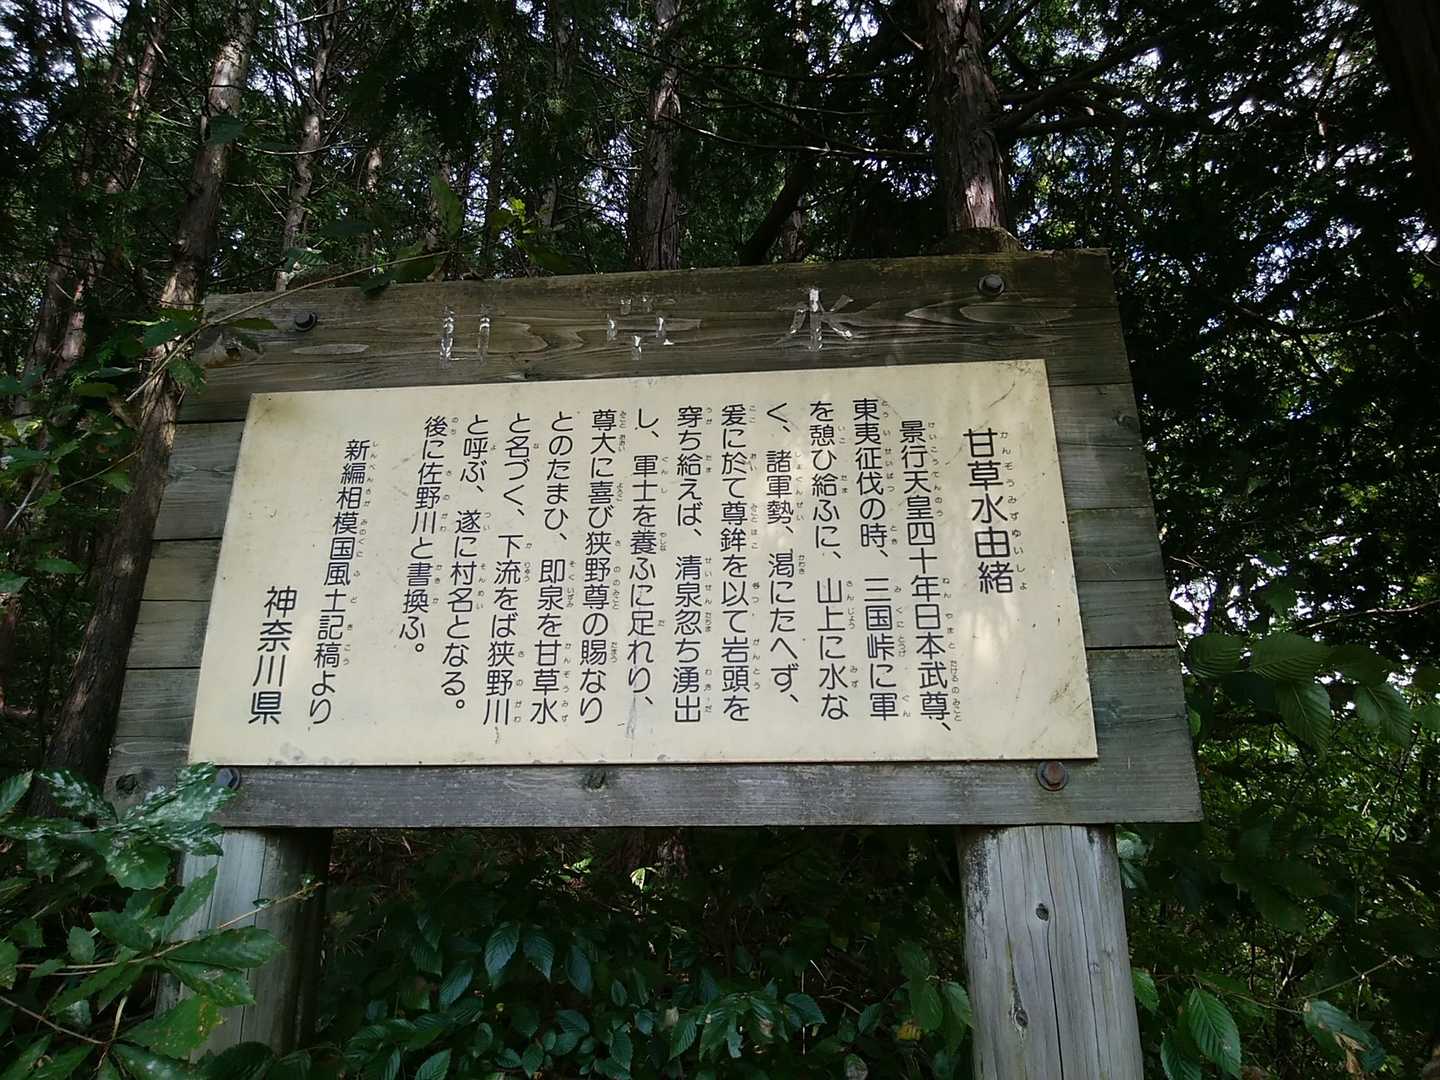 甘草水由緒
景行天皇四十年日本武尊、
東夷征伐の時、三国峠に軍
を憩ひ給ふに、山上に水な
く、諸軍勢、渇にたへず、
爰に於て尊鉾を以て岩頭を
穿ち給えば、清泉忽ち湧出
し、軍士を養ふに足れり、
尊大に喜び狭野尊の賜なり
とのたまひ、即泉を甘草水
と名づく、下流をば狭野川
と呼ぶ、遂に村名となる。
後に佐野川と書換ふ。
新編相模国風土記稿より
神奈川県